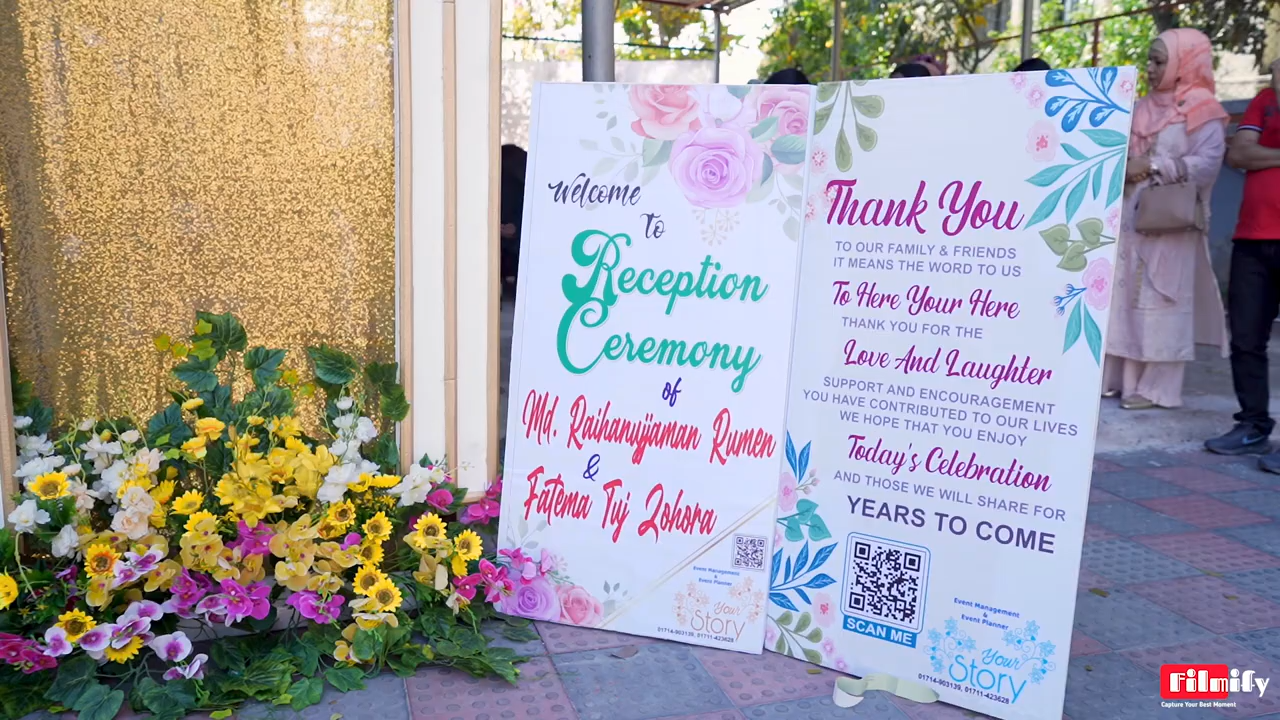 Welcome
to
Reception
Ceremony
of
Md. Raihanujjaman Rumen
&
Fatema Tuj Zohora
Event Management
&
Event Planner
Your
Story
01714-903139, 01711-423628
Thank You
TO OUR FAMILY & FRIENDS
IT MEANS THE WORD TO US
To Here Your Here
THANK YOU FOR THE
Love And Laughter
SUPPORT AND ENCOURAGEMENT
YOU HAVE CONTRIBUTED TO OUR LIVES
WE HOPE THAT YOU ENJOY
Today's Celebration
AND THOSE WE WILL SHARE FOR
YEARS TO COME
SCAN ME
Event Management
&
Event Planner
Your
Story
01714-903139, 01711-423628
Filmify
Capture Your Best Moment